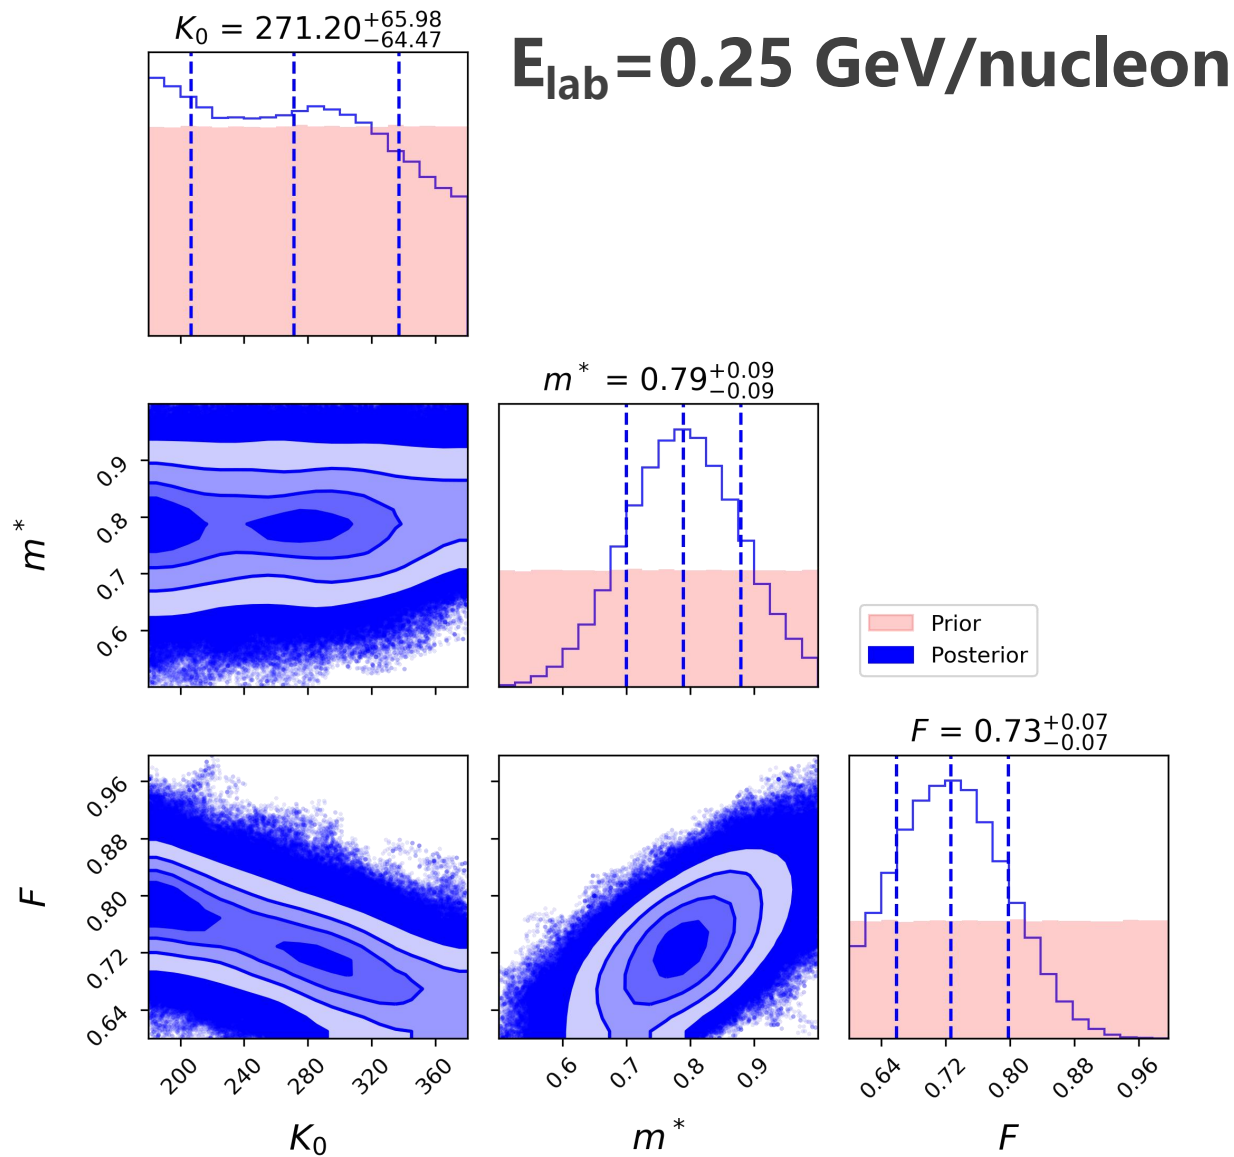 K₀ = 271.20 +65.98 −64.47
E_lab=0.25 GeV/nucleon
m* = 0.79 +0.09 −0.09
0.9
0.8
0.7
0.6
m*
Prior
Posterior
F = 0.73 +0.07 −0.07
0.96
0.88
0.80
0.72
0.64
F
200 240 280 320 360
0.6 0.7 0.8 0.9
0.64 0.72 0.80 0.88 0.96
K₀
m*
F